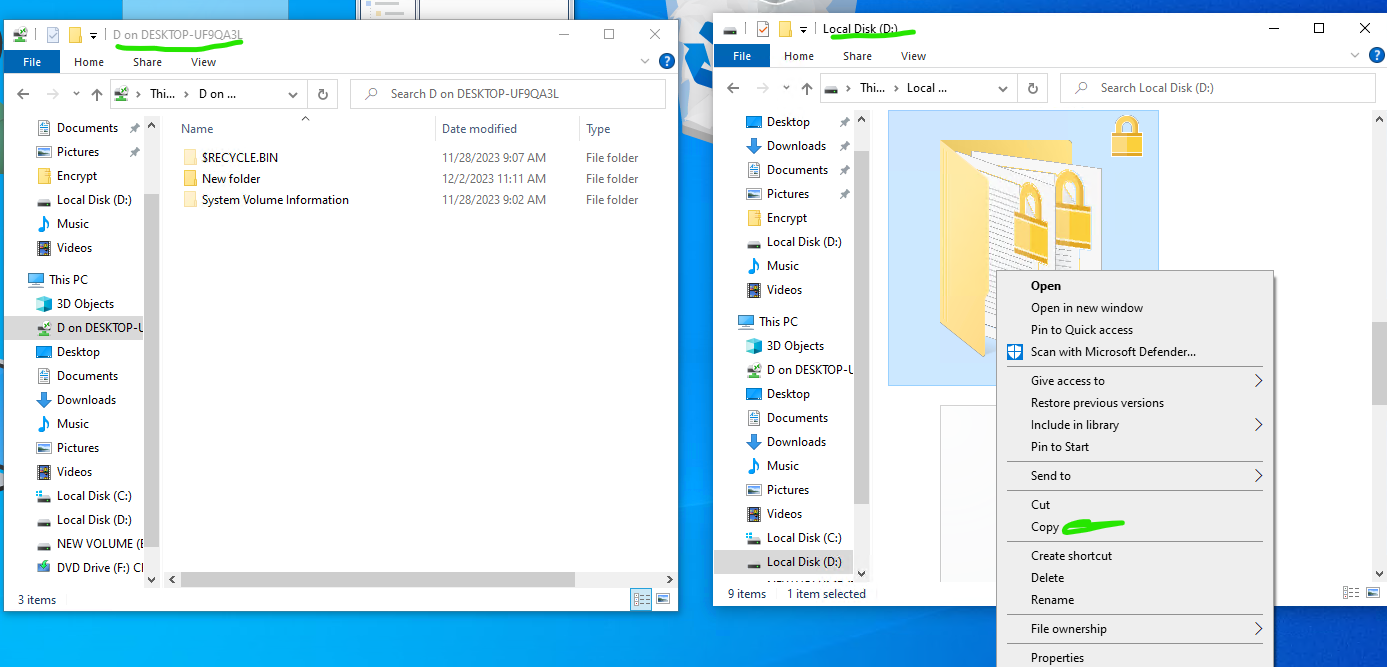 D on DESKTOP-UF9QA3L
File Home Share View
Thi... D on ... Search D on DESKTOP-UF9QA3L
Documents
Pictures
Encrypt
Local Disk (D:)
Music
Videos
This PC
3D Objects
D on DESKTOP-U
Desktop
Documents
Downloads
Music
Pictures
Videos
Local Disk (C:)
Local Disk (D:)
NEW VOLUME (E
DVD Drive (F:) C
Name Date modified Type
$RECYCLE.BIN 11/28/2023 9:07 AM File folder
New folder 12/2/2023 11:11 AM File folder
System Volume Information 11/28/2023 9:02 AM File folder
3 items
Local Disk (D:)
File Home Share View
Thi... Local ... Search Local Disk (D:)
Desktop
Downloads
Documents
Pictures
Encrypt
Local Disk (D:)
Music
Videos
This PC
3D Objects
D on DESKTOP-U
Desktop
Documents
Downloads
Music
Pictures
Videos
Local Disk (C:)
Local Disk (D:)
9 items 1 item selected
Open
Open in new window
Pin to Quick access
Scan with Microsoft Defender...
Give access to
Restore previous versions
Include in library
Pin to Start
Send to
Cut
Copy
Create shortcut
Delete
Rename
File ownership
Properties